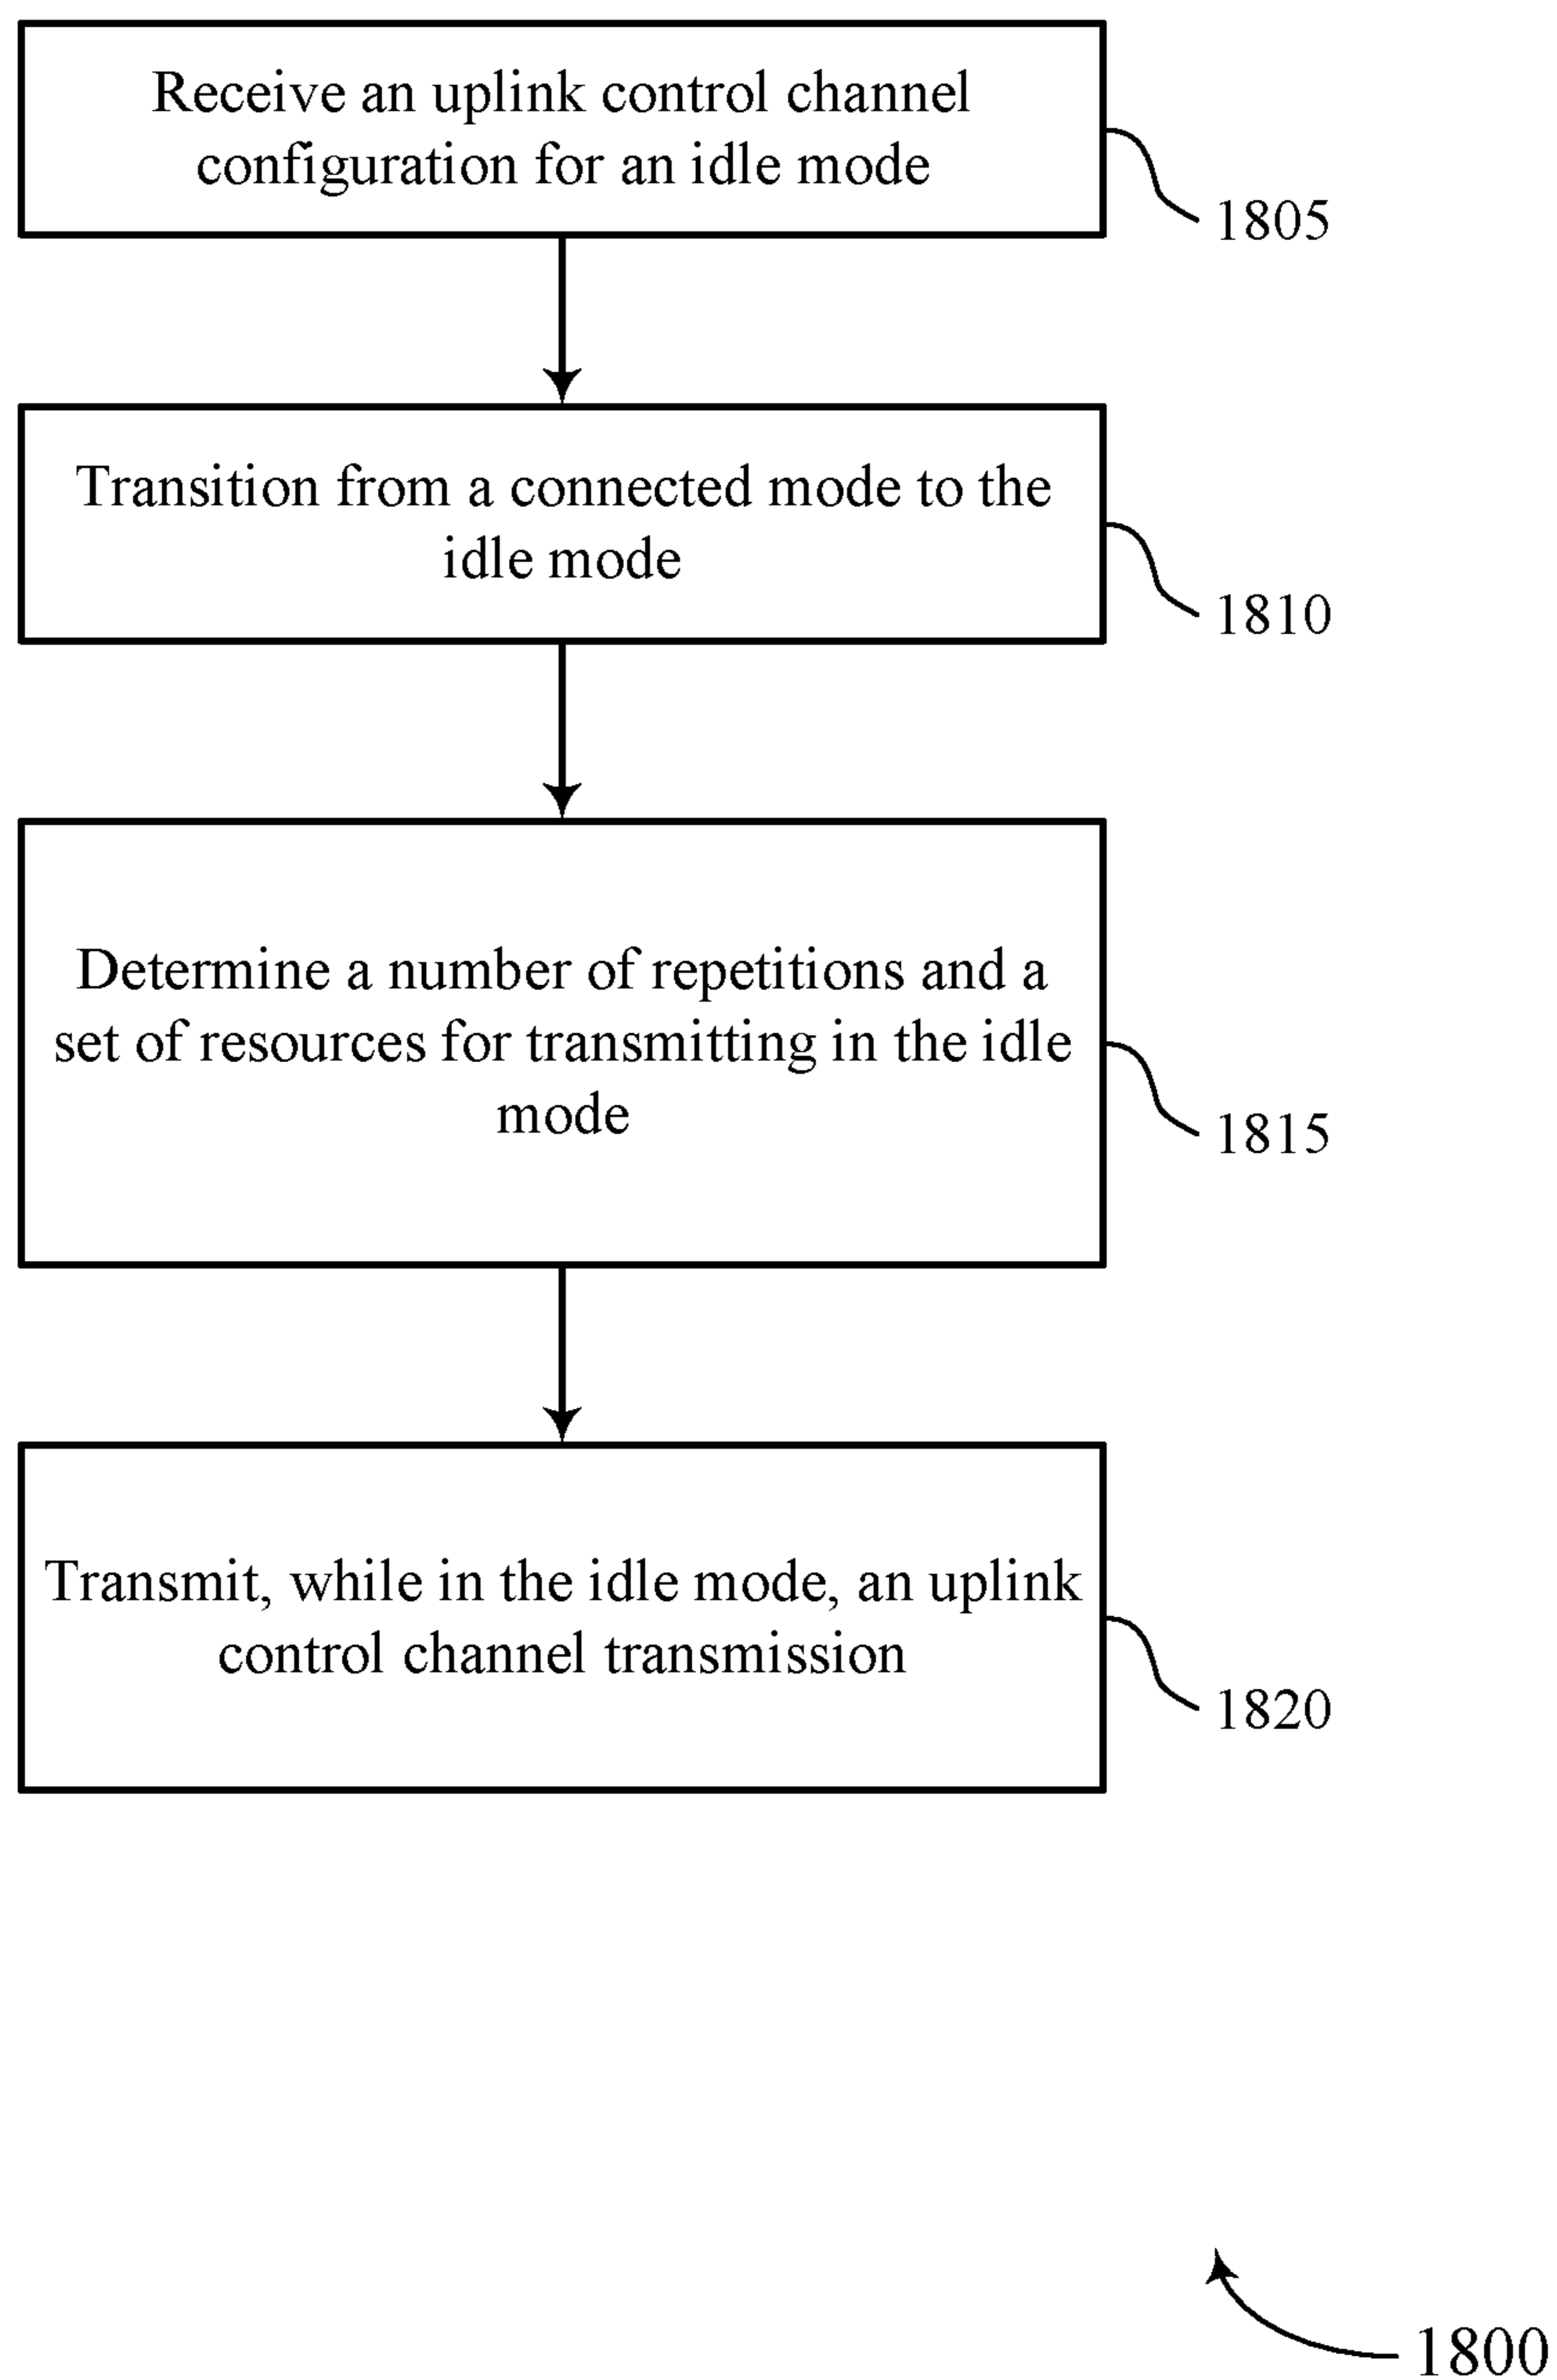 Receive an uplink control channel
configuration for an idle mode
1805
Transition from a connected mode to the
idle mode
1810
Determine a number of repetitions and a
set of resources for transmitting in the idle
mode
1815
Transmit, while in the idle mode, an uplink
control channel transmission
1820
1800